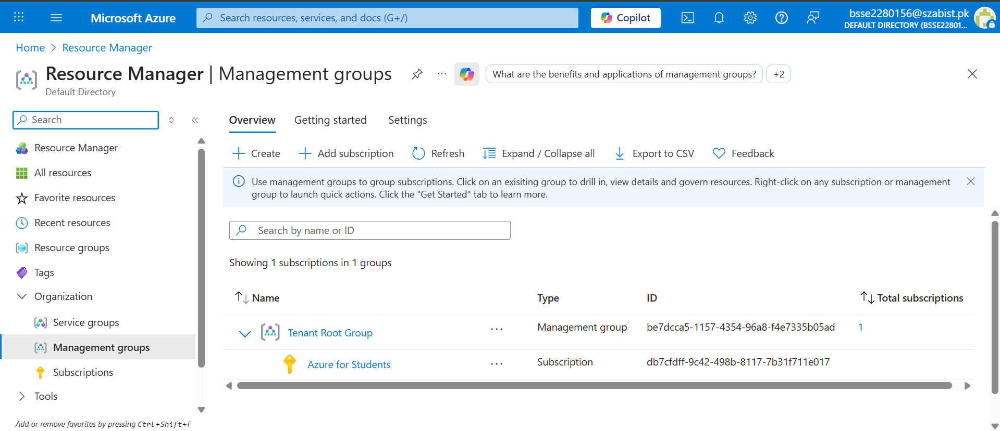 Microsoft Azure
Search resources, services, and docs (G+/)
Copilot
bsse2280156@szabist.pk
DEFAULT DIRECTORY (BSSE22801...
Home > Resource Manager
Resource Manager | Management groups
...
What are the benefits and applications of management groups?
+2
Default Directory
Search
Resource Manager
All resources
Favorite resources
Recent resources
Resource groups
Tags
Organization
Service groups
Management groups
Subscriptions
Tools
Add or remove favorites by pressing Ctrl+Shift+F
Overview
Getting started
Settings
Create
Add subscription
Refresh
Expand / Collapse all
Export to CSV
Feedback
Use management groups to group subscriptions. Click on an exisiting group to drill in, view details and govern resources. Right-click on any subscription or management
group to launch quick actions. Click the "Get Started" tab to learn more.
Search by name or ID
Showing 1 subscriptions in 1 groups
Name Type ID Total subscriptions
Tenant Root Group ... Management group be7dcca5-1157-4354-96a8-f4e7335b05ad 1
Azure for Students ... Subscription db7cfdff-9c42-498b-8117-7b31f711e017